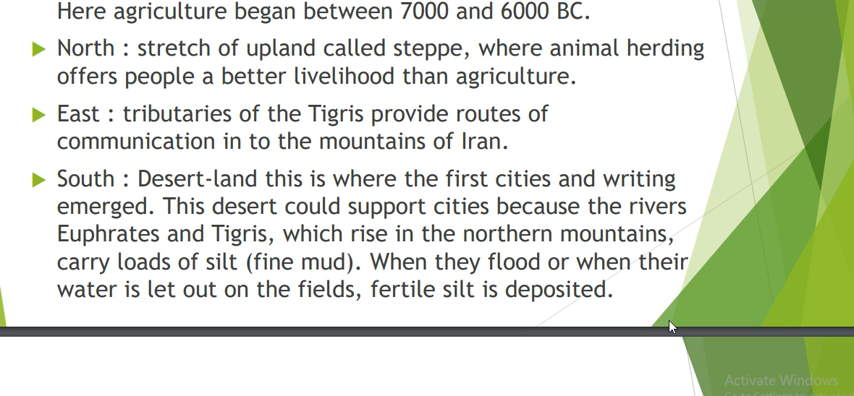 Here agriculture began between 7000 and 6000 BC.
North : stretch of upland called steppe, where animal herding
offers people a better livelihood than agriculture.
East : tributaries of the Tigris provide routes of
communication in to the mountains of Iran.
South : Desert-land this is where the first cities and writing
emerged. This desert could support cities because the rivers
Euphrates and Tigris, which rise in the northern mountains,
carry loads of silt (fine mud). When they flood or when their
water is let out on the fields, fertile silt is deposited.
Activate Windows